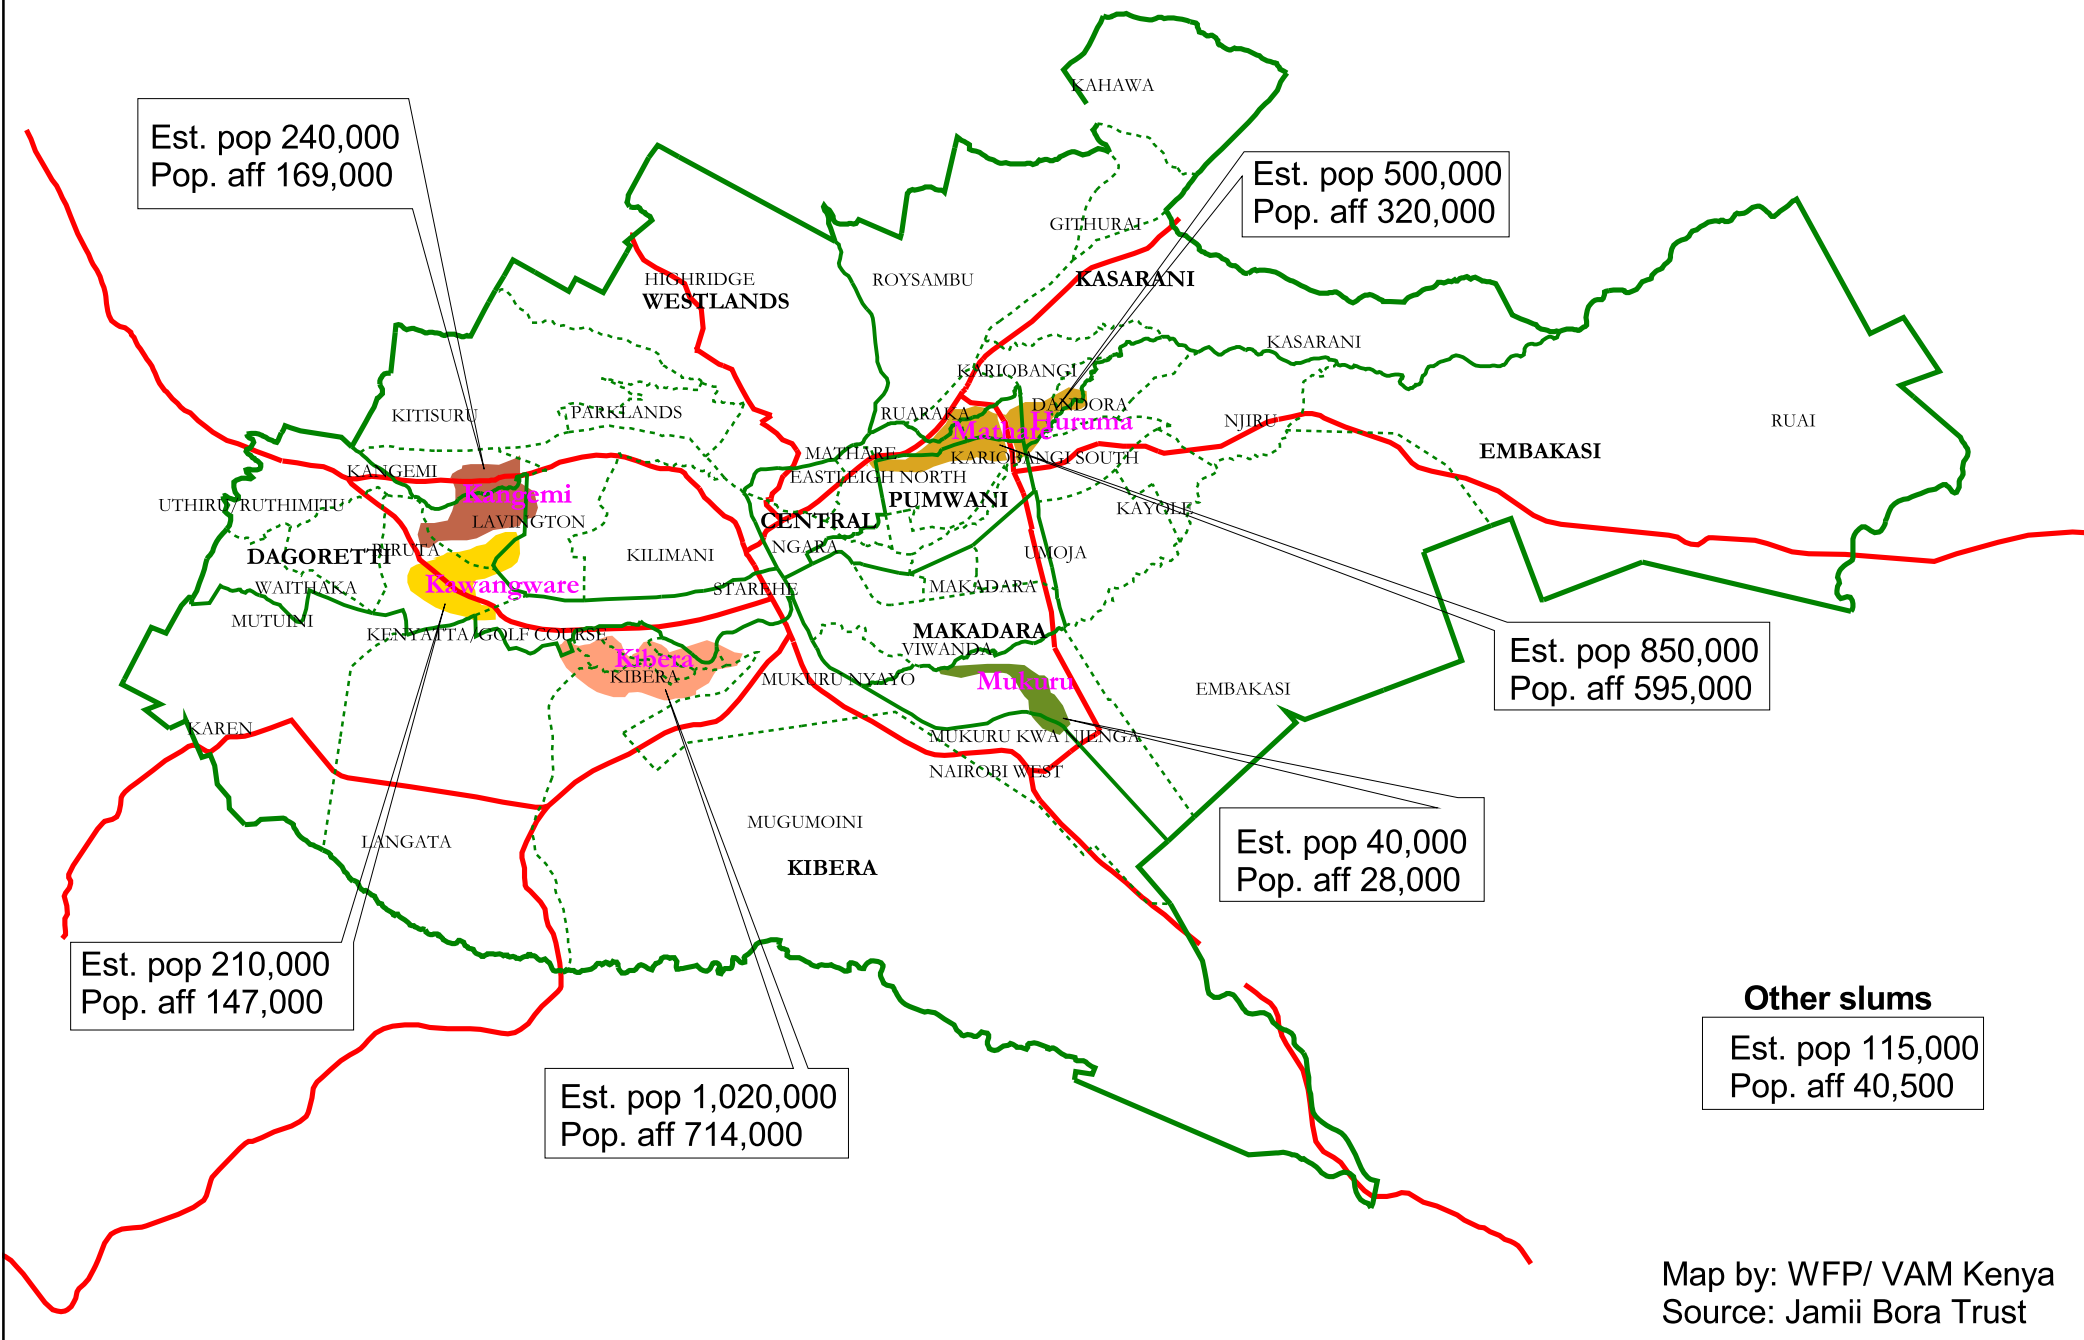 KAHAWA
Est. pop 240,000
Pop. aff 169,000
Est. pop 500,000
Pop. aff 320,000
GITHURAI
HIGHRIDGE
WESTLANDS
ROYSAMBU
KASARANI
KASARANI
KARIOBANGI
KITISURU
PARKLANDS
RUARAKA
DANDORA
Huruma
Mathare
NJIRU
RUAI
EMBAKASI
MATHARE
KARIOBANGI SOUTH
KANGEMI
EASTLEIGH NORTH
Kangemi
PUMWANI
UTHIRU/RUTHIMITU
LAVINGTON
CENTRAL
KAYOLE
NGARA
DAGORETTI
RIRUTA
KILIMANI
UMOJA
WAITHAKA
Kawangware
STAREHE
MAKADARA
MUTUINI
KENYATTA/GOLF COURSE
MAKADARA
VIWANDA
Kibera
KIBERA
MUKURU NYAYO
Mukuru
EMBAKASI
Est. pop 850,000
Pop. aff 595,000
KAREN
MUKURU KWA NJENGA
NAIROBI WEST
MUGUMOINI
LANGATA
KIBERA
Est. pop 40,000
Pop. aff 28,000
Est. pop 210,000
Pop. aff 147,000
Other slums
Est. pop 115,000
Pop. aff 40,500
Est. pop 1,020,000
Pop. aff 714,000
Map by: WFP/ VAM Kenya
Source: Jamii Bora Trust